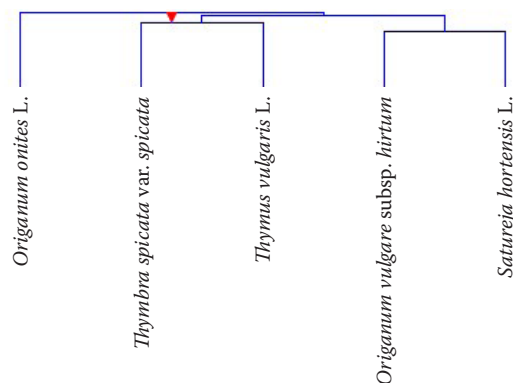 Origanum onites L.
Thymbra spicata var. spicata
Thymus vulgaris L.
Origanum vulgare subsp. hirtum
Satureia hortensis L.